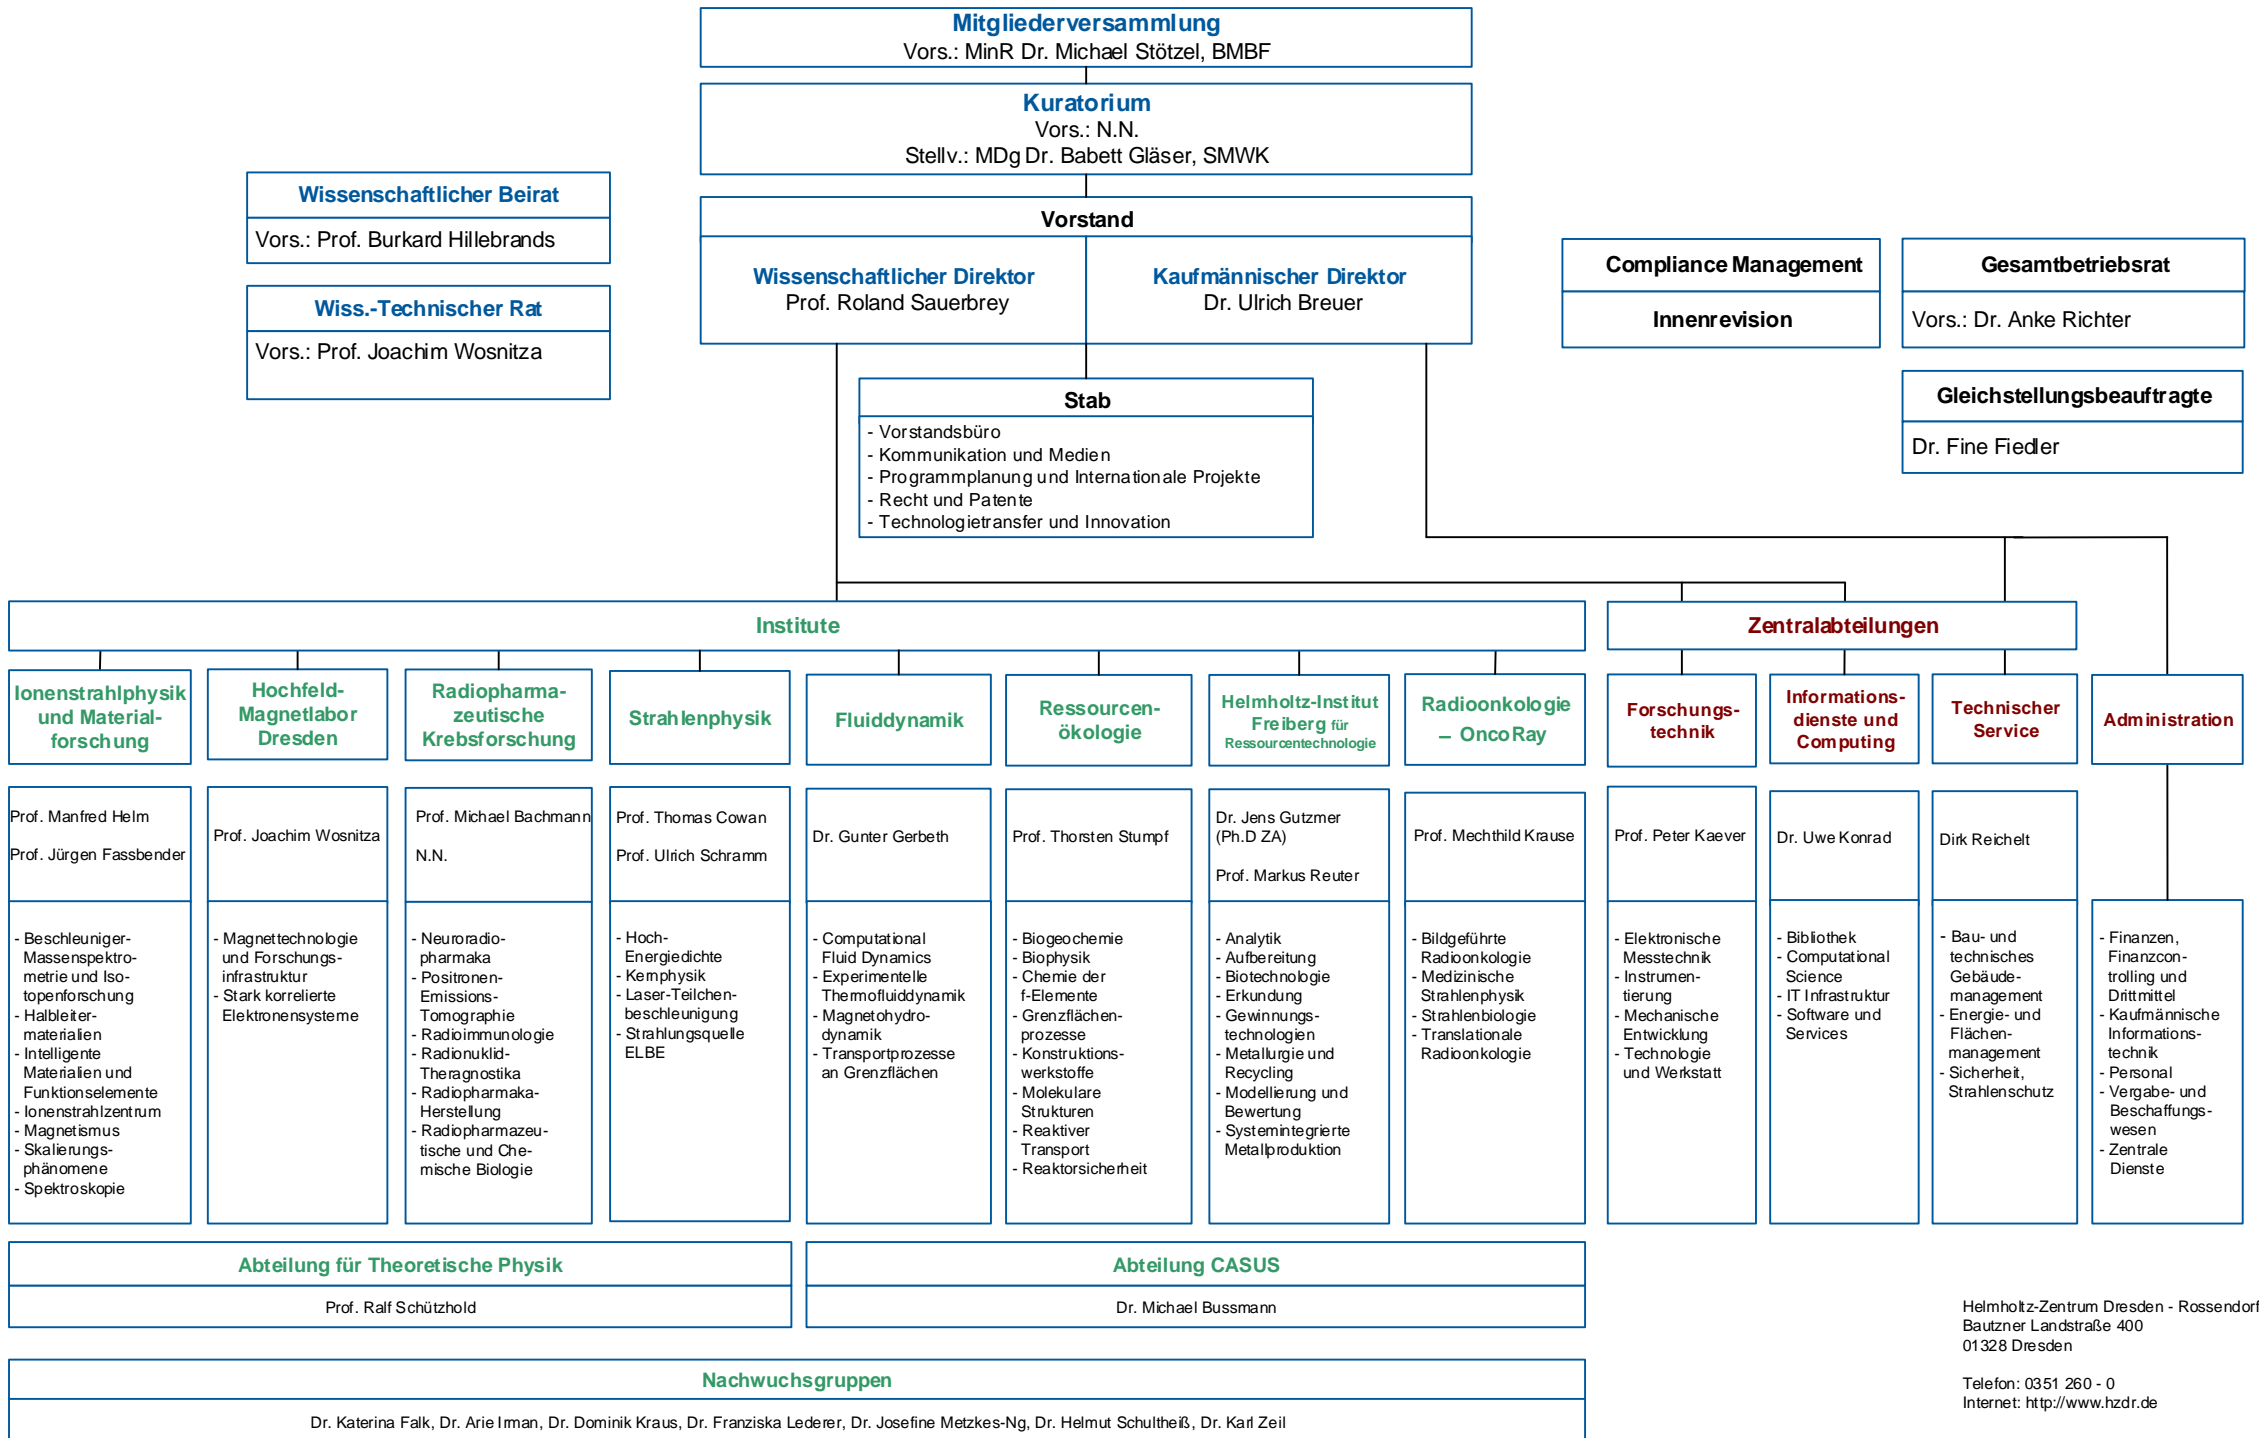 Mitgliederversammlung
Vors.: MinR Dr. Michael Stötzel, BMBF
Kuratorium
Vors.: N.N.
Stellv.: MDg Dr. Babett Gläser, SMWK
Wissenschaftlicher Beirat
Vors.: Prof. Burkard Hillebrands
Wiss.-Technischer Rat
Vors.: Prof. Joachim Wosnitza
Vorstand
Wissenschaftlicher Direktor
Prof. Roland Sauerbrey
Kaufmännischer Direktor
Dr. Ulrich Breuer
Compliance Management
Innenrevision
Gesamtbetriebsrat
Vors.: Dr. Anke Richter
Gleichstellungsbeauftragte
Dr. Fine Fiedler
Stab
- Vorstandsbüro
- Kommunikation und Medien
- Programmplanung und Internationale Projekte
- Recht und Patente
- Technologietransfer und Innovation
Institute
Zentralabteilungen
Ionenstrahlphysik
und Material-
forschung
Hochfeld-
Magnetlabor
Dresden
Radiopharma-
zeutische
Krebsforschung
Strahlenphysik
Fluiddynamik
Ressourcen-
ökologie
Helmholtz-Institut
Freiberg für
Ressourcentechnologie
Radioonkologie
– OncoRay
Forschungs-
technik
Informations-
dienste und
Computing
Technischer
Service
Administration
Prof. Manfred Helm
Prof. Jürgen Fassbender
Prof. Joachim Wosnitza
Prof. Michael Bachmann
N.N.
Prof. Thomas Cowan
Prof. Ulrich Schramm
Dr. Gunter Gerbeth
Prof. Thorsten Stumpf
Dr. Jens Gutzmer
(Ph.D ZA)
Prof. Markus Reuter
Prof. Mechthild Krause
Prof. Peter Kaever
Dr. Uwe Konrad
Dirk Reichelt
- Beschleuniger-
Massenspektro-
metrie und Iso-
topenforschung
- Halbleiter-
materialien
- Intelligente
Materialien und
Funktionselemente
- Ionenstrahlzentrum
- Magnetismus
- Skalierungs-
phänomene
- Spektroskopie
- Magnettechnologie
und Forschungs-
infrastruktur
- Stark korrelierte
Elektronensysteme
- Neuroradio-
pharmaka
- Positronen-
Emissions-
Tomographie
- Radioimmunologie
- Radionuklid-
Theragnostika
- Radiopharmaka-
Herstellung
- Radiopharmazeu-
tische und Che-
mische Biologie
- Hoch-
Energiedichte
- Kernphysik
- Laser-Teilchen-
beschleunigung
- Strahlungsquelle
ELBE
- Computational
Fluid Dynamics
- Experimentelle
Thermofluiddynamik
- Magnetohydro-
dynamik
- Transportprozesse
an Grenzflächen
- Biogeochemie
- Biophysik
- Chemie der
f-Elemente
- Grenzflächen-
prozesse
- Konstruktions-
werkstoffe
- Molekulare
Strukturen
- Reaktiver
Transport
- Reaktorsicherheit
- Analytik
- Aufbereitung
- Biotechnologie
- Erkundung
- Gewinnungs-
technologien
- Metallurgie und
Recycling
- Modellierung und
Bewertung
- Systemintegrierte
Metallproduktion
- Bildgeführte
Radioonkologie
- Medizinische
Strahlenphysik
- Strahlenbiologie
- Translationale
Radioonkologie
- Elektronische
Messtechnik
- Instrumen-
tierung
- Mechanische
Entwicklung
- Technologie
und Werkstatt
- Bibliothek
- Computational
Science
- IT Infrastruktur
- Software und
Services
- Bau- und
technisches
Gebäude-
management
- Energie- und
Flächen-
management
- Sicherheit,
Strahlenschutz
- Finanzen,
Finanzcon-
trolling und
Drittmittel
- Kaufmännische
Informations-
technik
- Personal
- Vergabe- und
Beschaffungs-
wesen
- Zentrale
Dienste
Abteilung für Theoretische Physik
Prof. Ralf Schützhold
Abteilung CASUS
Dr. Michael Bussmann
Nachwuchsgruppen
Dr. Katerina Falk, Dr. Arie Irman, Dr. Dominik Kraus, Dr. Franziska Lederer, Dr. Josefine Metzkes-Ng, Dr. Helmut Schultheiß, Dr. Karl Zeil
Helmholtz-Zentrum Dresden - Rossendorf
Bautzner Landstraße 400
01328 Dresden
Telefon: 0351 260 - 0
Internet: http://www.hzdr.de